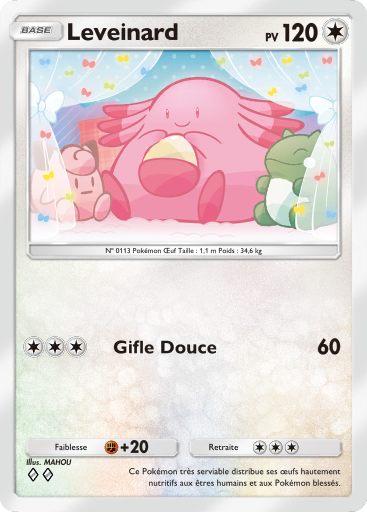 BASE Leveinard PV 120
N° 0113 Pokémon Œuf Taille : 1,1 m Poids : 34,6 kg
Gifle Douce 60
Faiblesse +20 Retraite
Illus. MAHOU
Ce Pokémon très serviable distribue ses œufs hautement
nutritifs aux êtres humains et aux Pokémon blessés.